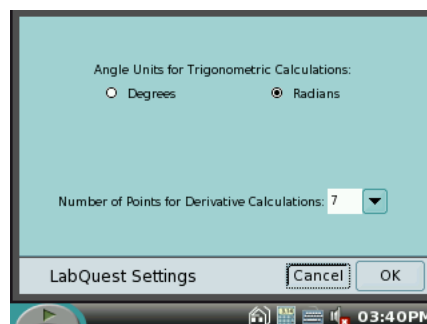 Angle Units for Trigonometric Calculations:
Degrees Radians
Number of Points for Derivative Calculations: 7
LabQuest Settings Cancel OK
03:40PM